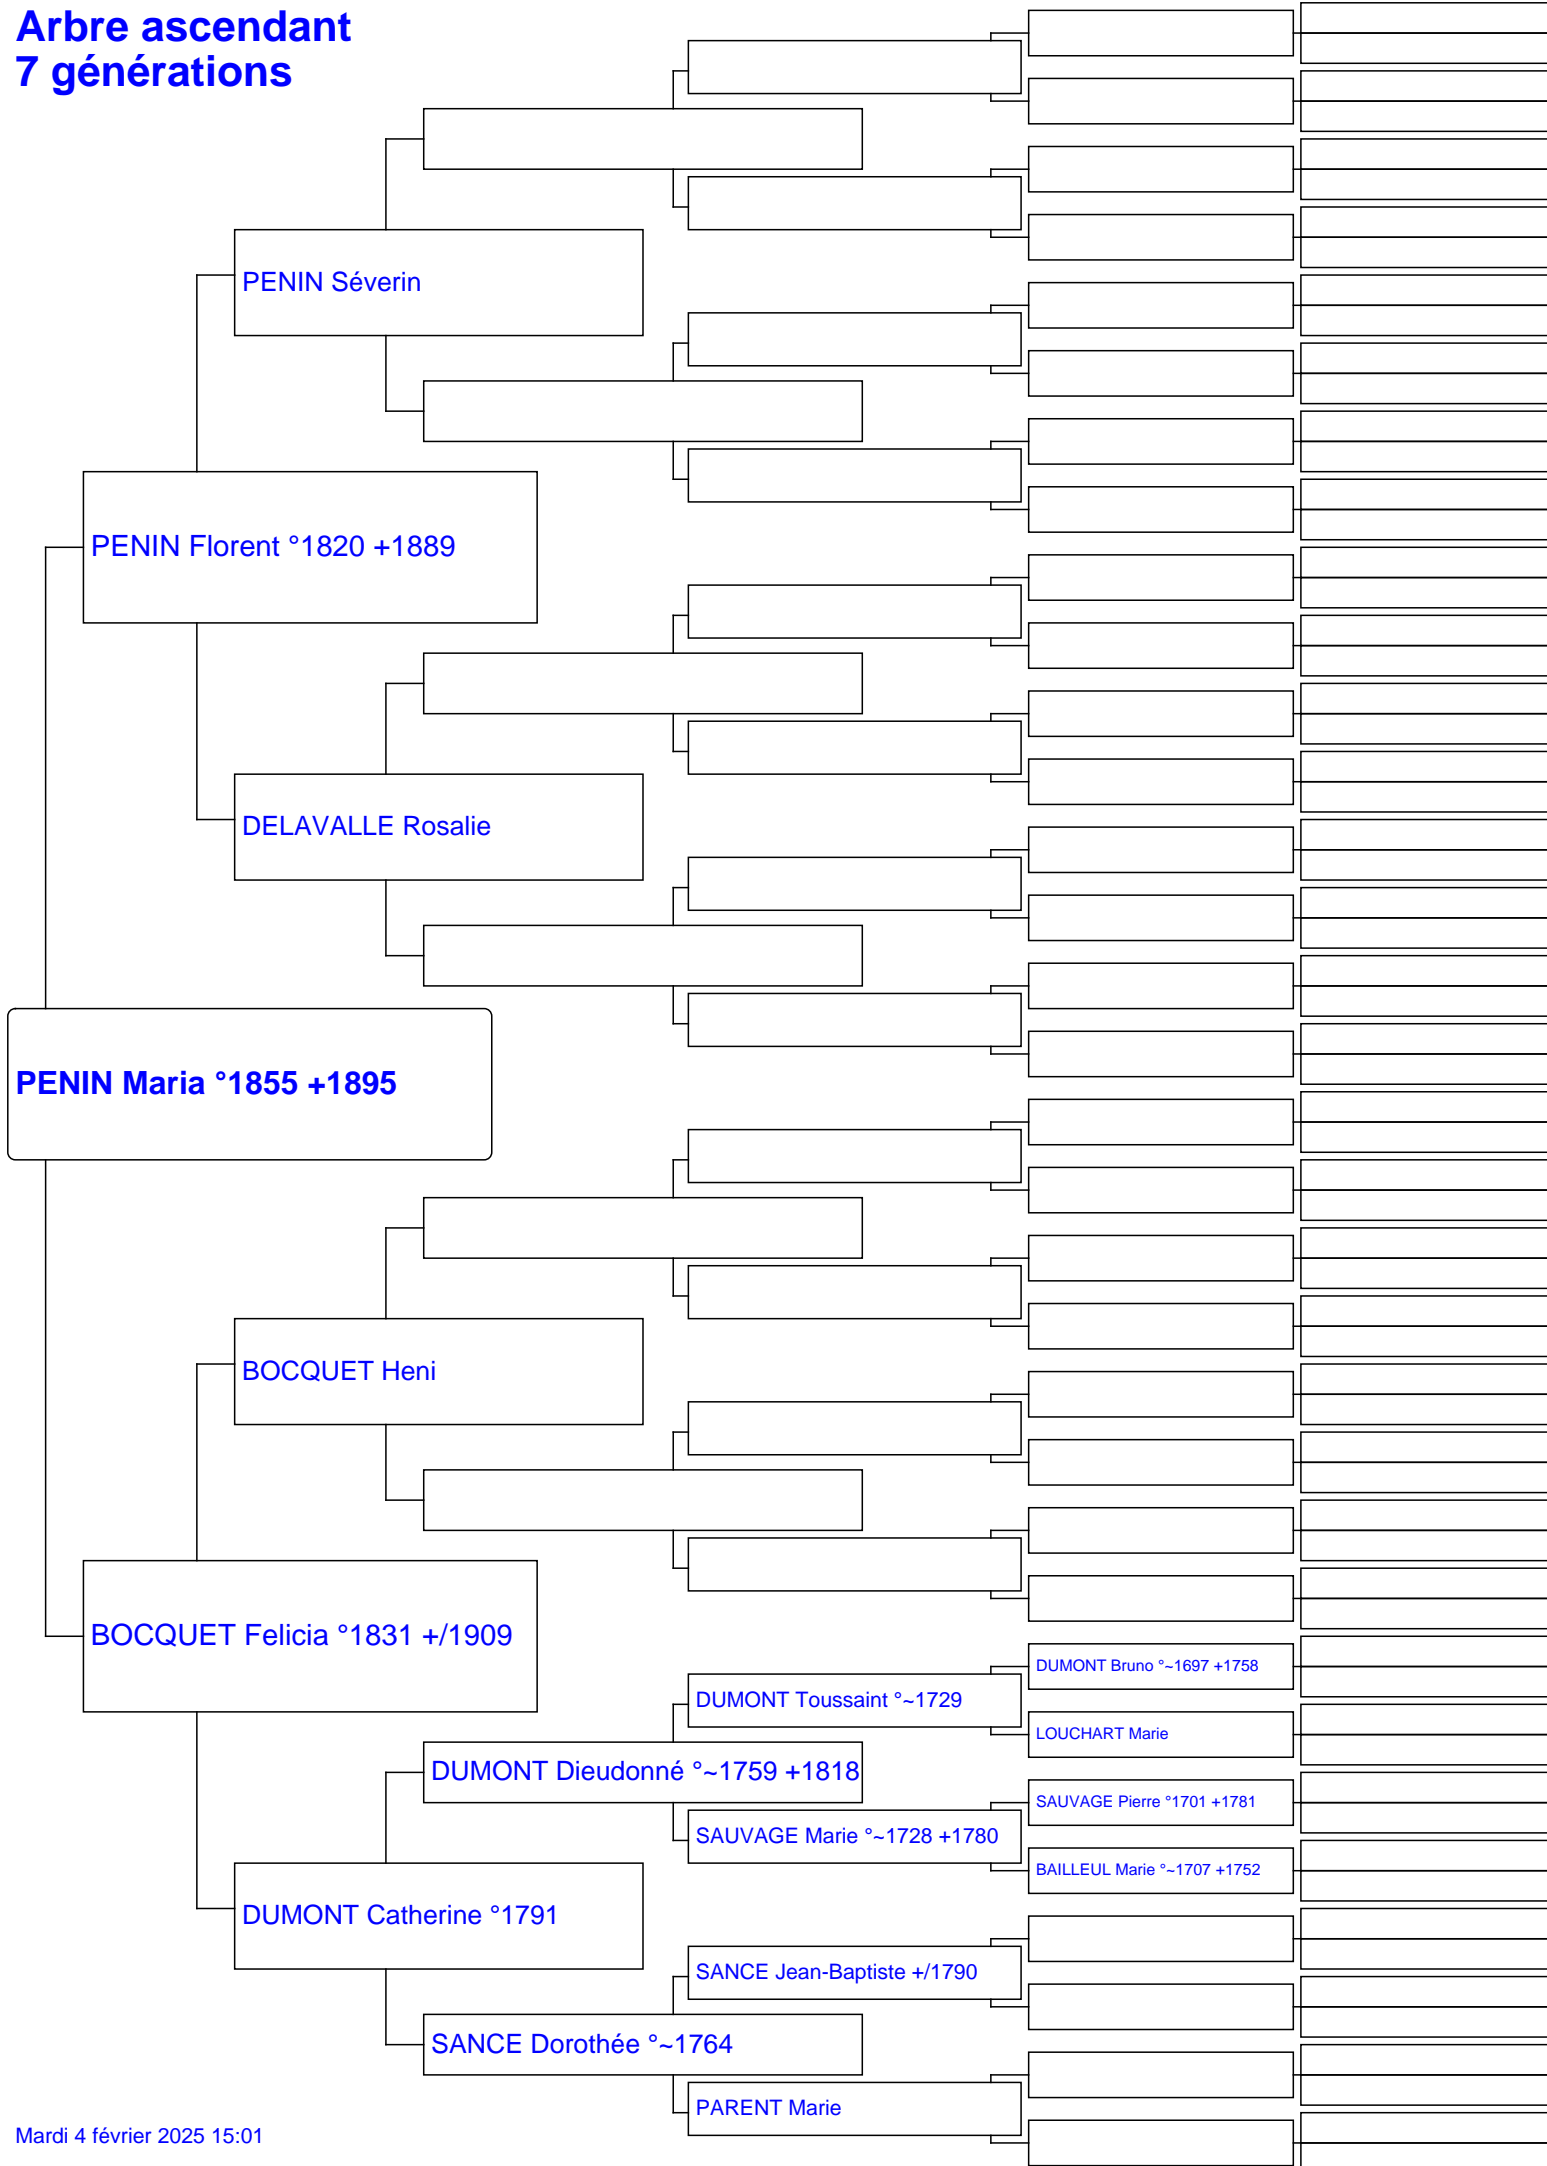 Arbre ascendant
7 générations
PENIN Séverin
PENIN Florent °1820 +1889
DELAVALLE Rosalie
PENIN Maria °1855 +1895
BOCQUET Heni
BOCQUET Felicia °1831 +/1909
DUMONT Bruno °~1697 +1758
DUMONT Toussaint °~1729
LOUCHART Marie
DUMONT Dieudonné °~1759 +1818
SAUVAGE Pierre °1701 +1781
SAUVAGE Marie °~1728 +1780
BAILLEUL Marie °~1707 +1752
DUMONT Catherine °1791
SANCE Jean-Baptiste +/1790
SANCE Dorothée °~1764
PARENT Marie
Mardi 4 février 2025 15:01